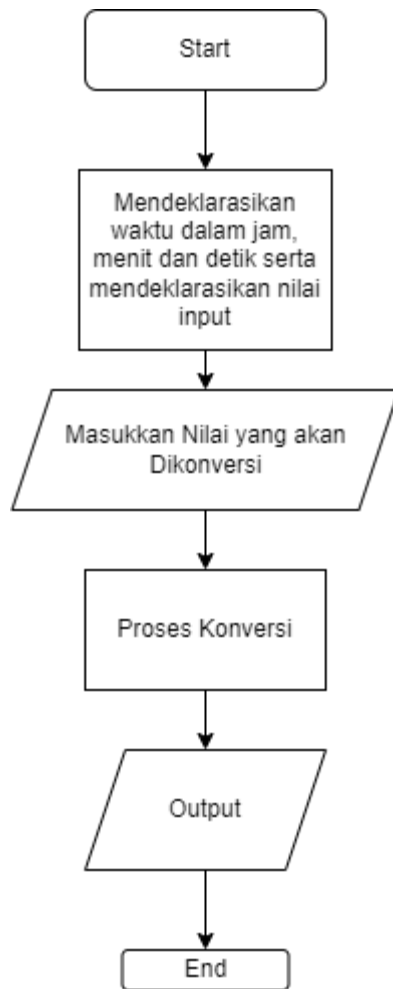 Start
Mendeklarasikan
waktu dalam jam,
menit dan detik serta
mendeklarasikan nilai
input
Masukkan Nilai yang akan
Dikonversi
Proses Konversi
Output
End